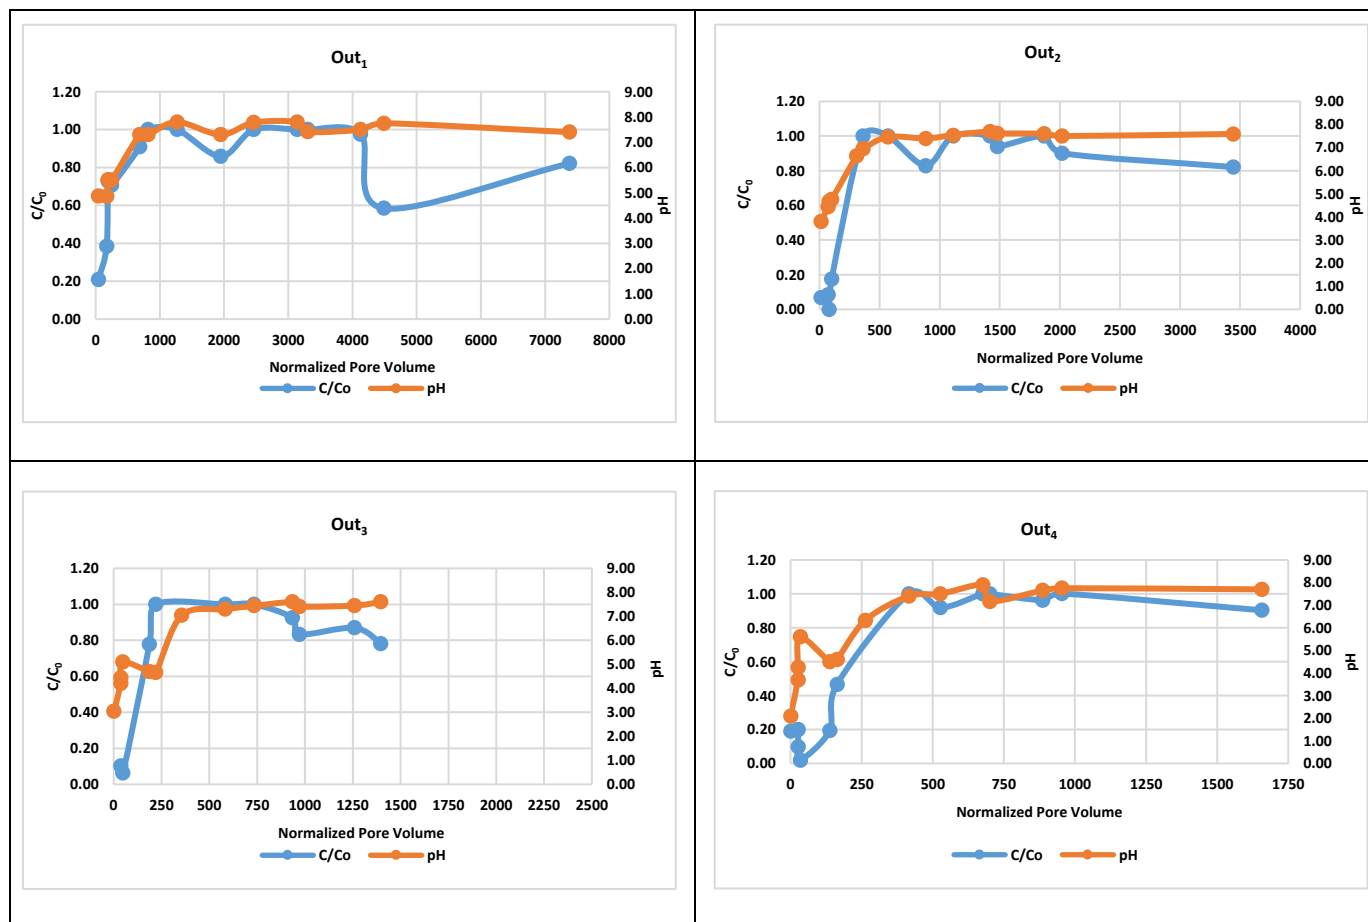 Out₁
1.20
1.00
0.80
0.60
0.40
0.20
0.00
C/C₀
9.00
8.00
7.00
6.00
5.00
4.00
3.00
2.00
1.00
0.00
pH
0 1000 2000 3000 4000 5000 6000 7000 8000
Normalized Pore Volume
C/Co pH
Out₂
1.20
1.00
0.80
0.60
0.40
0.20
0.00
C/C₀
9.00
8.00
7.00
6.00
5.00
4.00
3.00
2.00
1.00
0.00
pH
0 500 1000 1500 2000 2500 3000 3500 4000
Normalized Pore Volume
C/Co pH
Out₃
1.20
1.00
0.80
0.60
0.40
0.20
0.00
C/C₀
9.00
8.00
7.00
6.00
5.00
4.00
3.00
2.00
1.00
0.00
pH
0 250 500 750 1000 1250 1500 1750 2000 2250 2500
Normalized Pore Volume
C/Co pH
Out₄
1.20
1.00
0.80
0.60
0.40
0.20
0.00
C/C₀
9.00
8.00
7.00
6.00
5.00
4.00
3.00
2.00
1.00
0.00
pH
0 250 500 750 1000 1250 1500 1750
Normalized Pore Volume
C/Co pH